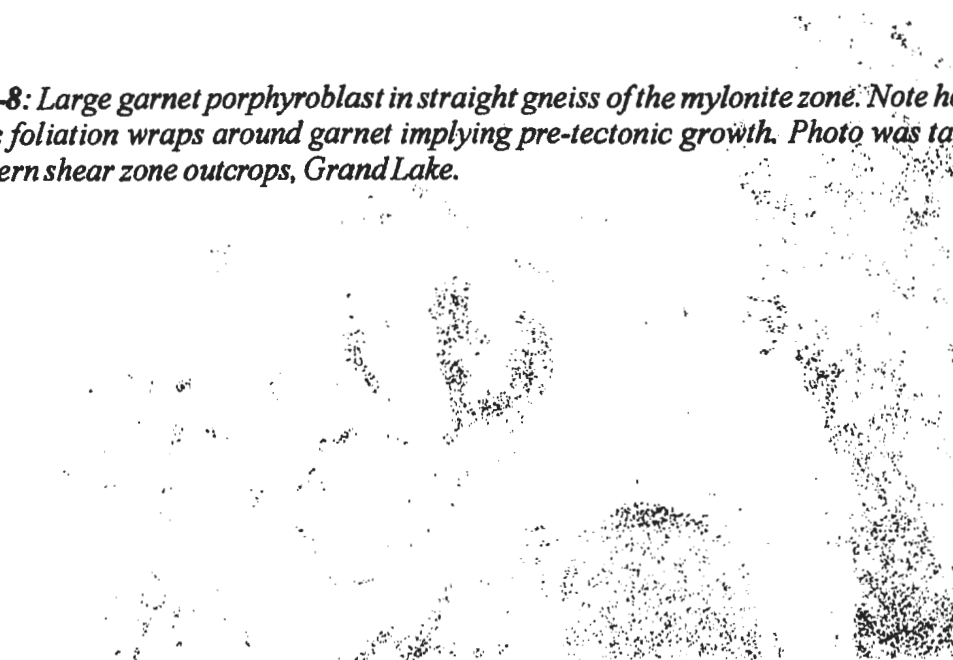 -8: Large garnet porphyroblast in straight gneiss of the mylonite zone. Note h
foliation wraps around garnet implying pre-tectonic growth. Photo was ta
ern shear zone outcrops, Grand Lake.